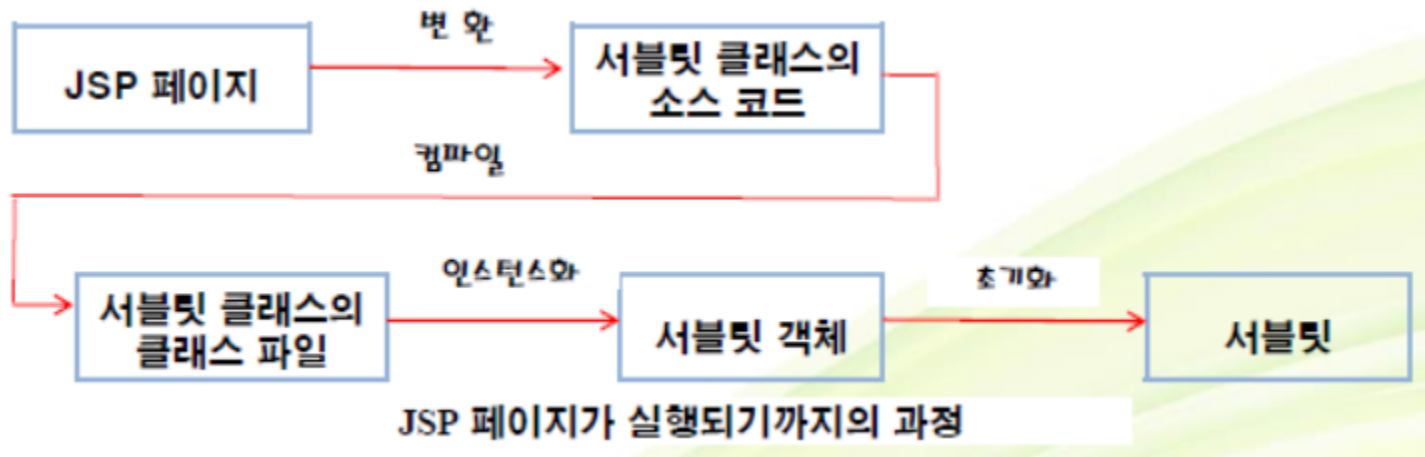 변 환
JSP 페이지
서블릿 클래스의
소스 코드
컴파일
인스턴스화
초기화
서블릿 클래스의
클래스 파일
서블릿 객체
서블릿
JSP 페이지가 실행되기까지의 과정